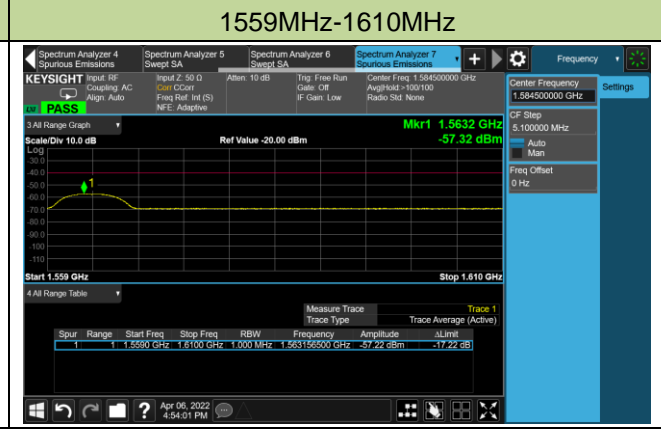 1559MHz-1610MHz
Spectrum Analyzer 4
Spurious Emissions
Spectrum Analyzer 5
Swept SA
Spectrum Analyzer 6
Swept SA
Spectrum Analyzer 7
Spurious Emissions
Frequency
KEYSIGHT
Input: RF
Coupling: AC
Align: Auto
Input Z: 50 Ω
Corr CCorr
Freq Ref: Int (S)
NFE: Adaptive
Atten: 10 dB
Trig: Free Run
Gate: Off
IF Gain: Low
Center Freq: 1.584500000 GHz
Avg|Hold:>100/100
Radio Std: None
PASS
Center Frequency
1.584500000 GHz
Settings
CF Step
5.100000 MHz
Auto
Man
Freq Offset
0 Hz
3 All Range Graph
Mkr1 1.5632 GHz
Scale/Div 10.0 dB
Ref Value -20.00 dBm
-57.32 dBm
Log
-30.0
-40.0
-50.0
-60.0
-70.0
-80.0
-90.0
-100
-110
1
Start 1.559 GHz
Stop 1.610 GHz
4 All Range Table
Measure Trace Trace 1
Trace Type Trace Average (Active)
Spur Range Start Freq Stop Freq RBW Frequency Amplitude ΔLimit
1 1 1.5590 GHz 1.6100 GHz 1.000 MHz 1.563156500 GHz -57.22 dBm -17.22 dB
Apr 06, 2022
4:54:01 PM